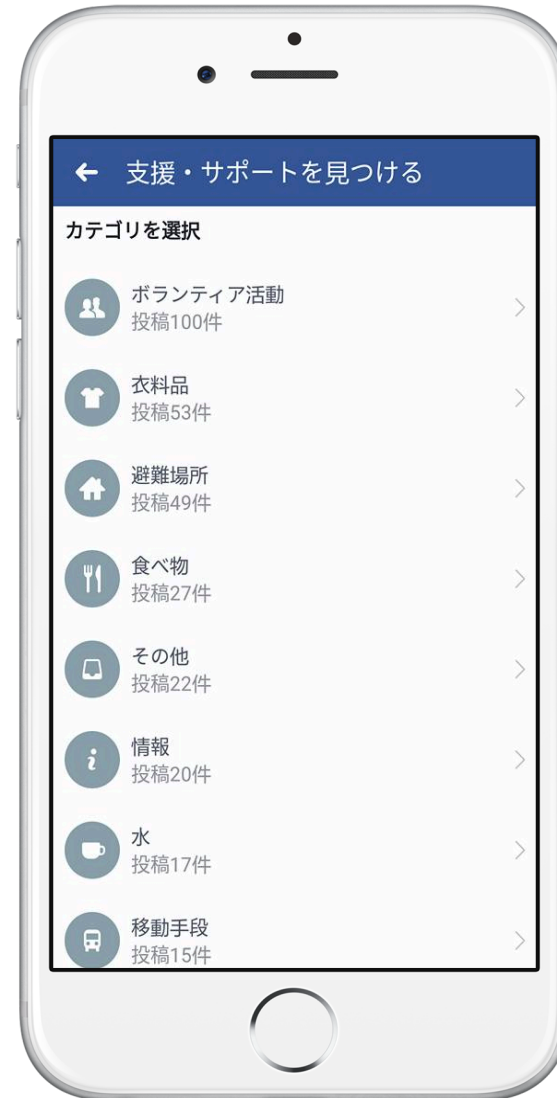 支援・サポートを見つける
カテゴリを選択
ボランティア活動
投稿100件
衣料品
投稿53件
避難場所
投稿49件
食べ物
投稿27件
その他
投稿22件
情報
投稿20件
水
投稿17件
移動手段
投稿15件